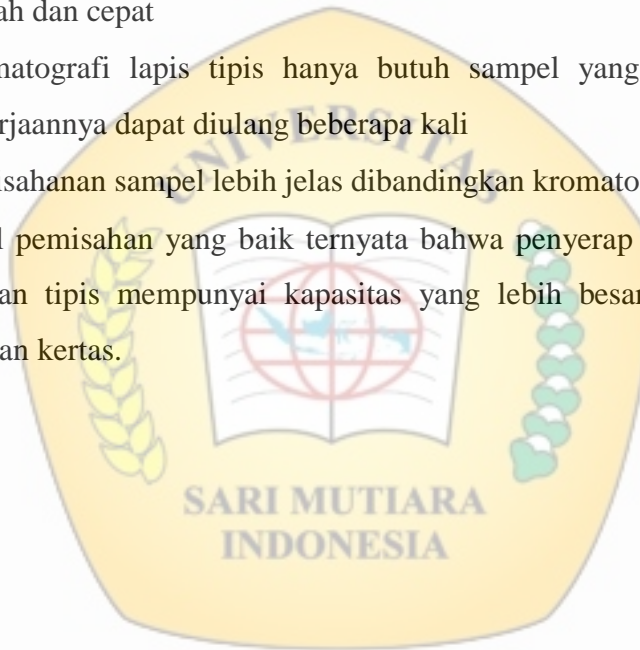 ah dan cepat
matografi lapis tipis hanya butuh sampel yang
rjaannya dapat diulang beberapa kali
isahanan sampel lebih jelas dibandingkan kromato
l pemisahan yang baik ternyata bahwa penyerap
an tipis mempunyai kapasitas yang lebih besar
an kertas.
UNIVERSITAS
SARI MUTIARA
INDONESIA